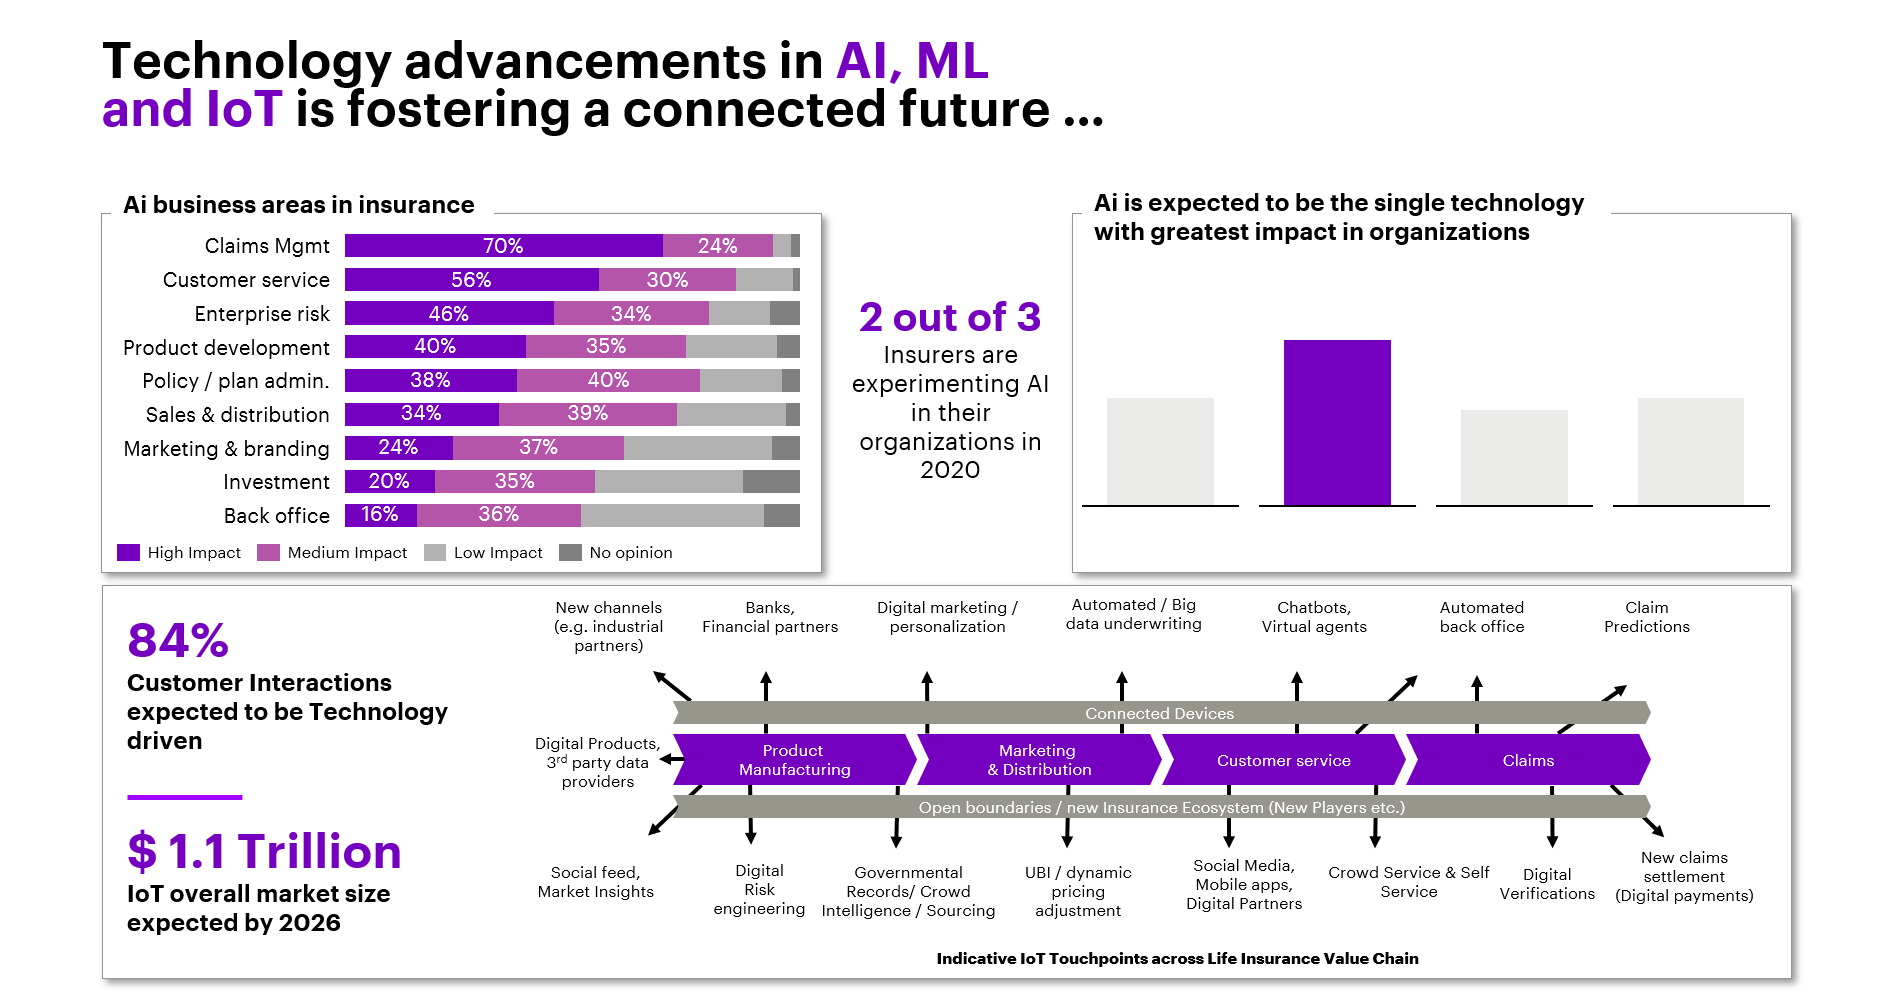 Technology advancements in AI, ML
and IoT is fostering a connected future ...
Ai business areas in insurance
Claims Mgmt 70% 24%
Customer service 56% 30%
Enterprise risk 46% 34%
Product development 40% 35%
Policy / plan admin. 38% 40%
Sales & distribution 34% 39%
Marketing & branding 24% 37%
Investment 20% 35%
Back office 16% 36%
High Impact Medium Impact Low Impact No opinion
2 out of 3
Insurers are
experimenting AI
in their
organizations in
2020
Ai is expected to be the single technology
with greatest impact in organizations
84%
Customer Interactions
expected to be Technology
driven
$ 1.1 Trillion
IoT overall market size
expected by 2026
New channels
(e.g. industrial
partners)
Banks,
Financial partners
Digital marketing /
personalization
Automated / Big
data underwriting
Chatbots,
Virtual agents
Automated
back office
Claim
Predictions
Connected Devices
Digital Products,
3rd party data
providers
Product
Manufacturing
Marketing
& Distribution
Customer service
Claims
Open boundaries / new Insurance Ecosystem (New Players etc.)
Social feed,
Market Insights
Digital
Risk
engineering
Governmental
Records/ Crowd
Intelligence / Sourcing
UBI / dynamic
pricing
adjustment
Social Media,
Mobile apps,
Digital Partners
Crowd Service & Self
Service
Digital
Verifications
New claims
settlement
(Digital payments)
Indicative IoT Touchpoints across Life Insurance Value Chain